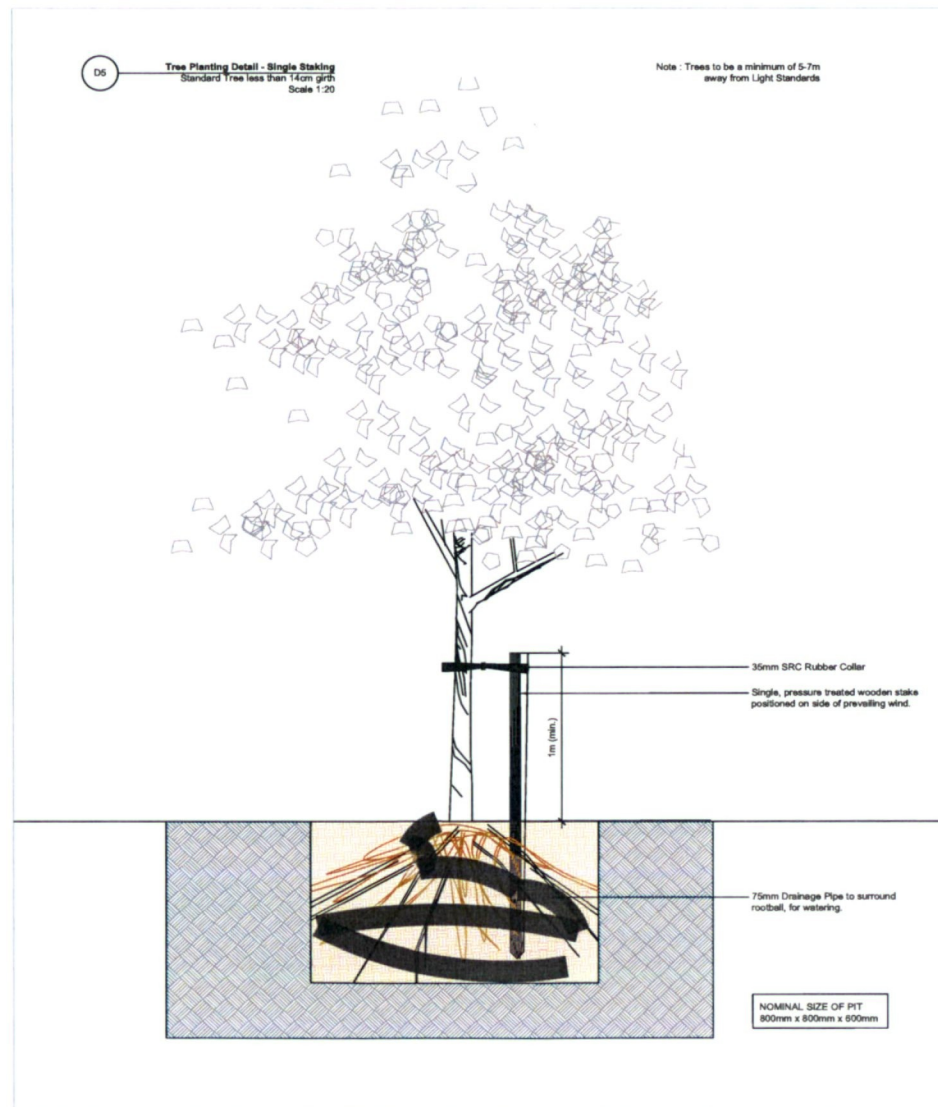 D5
Tree Planting Detail - Single Staking
Standard Tree less than 14cm girth
Scale 1:20
Note : Trees to be a minimum of 5-7m
away from Light Standards
35mm SRC Rubber Collar
Single, pressure treated wooden stake
positioned on side of prevailing wind.
1m (min.)
75mm Drainage Pipe to surround
rootball, for watering.
NOMINAL SIZE OF PIT
800mm x 800mm x 600mm